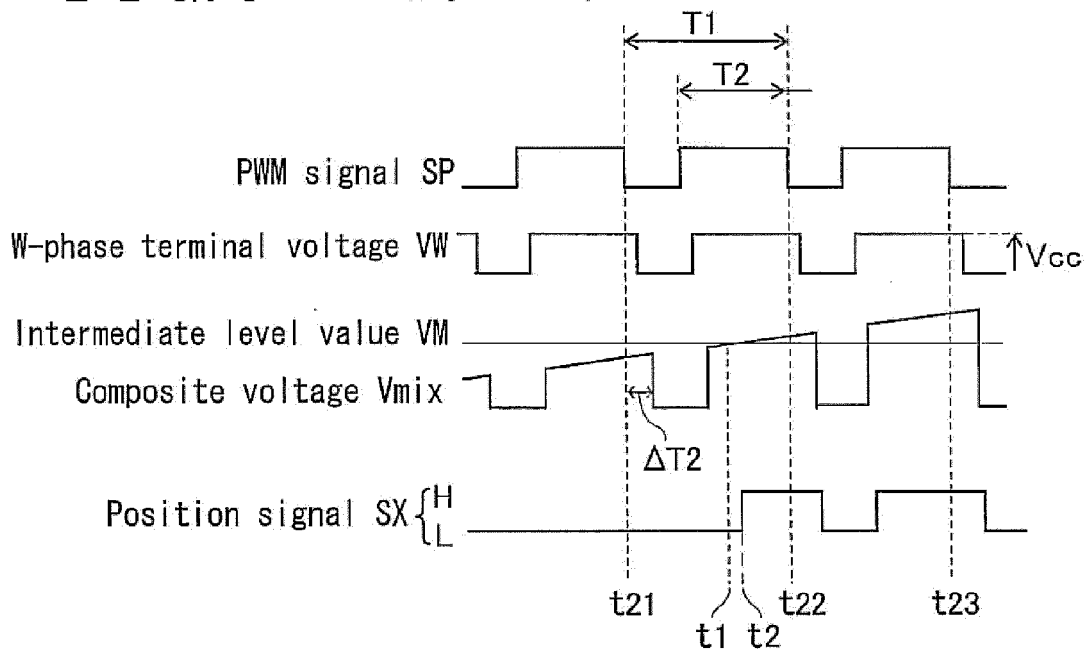 T1
T2
PWM signal SP
W-phase terminal voltage VW
Vcc
Intermediate level value VM
Composite voltage Vmix
ΔT2
Position signal SX { H
L
t21
t1
t2
t22
t23